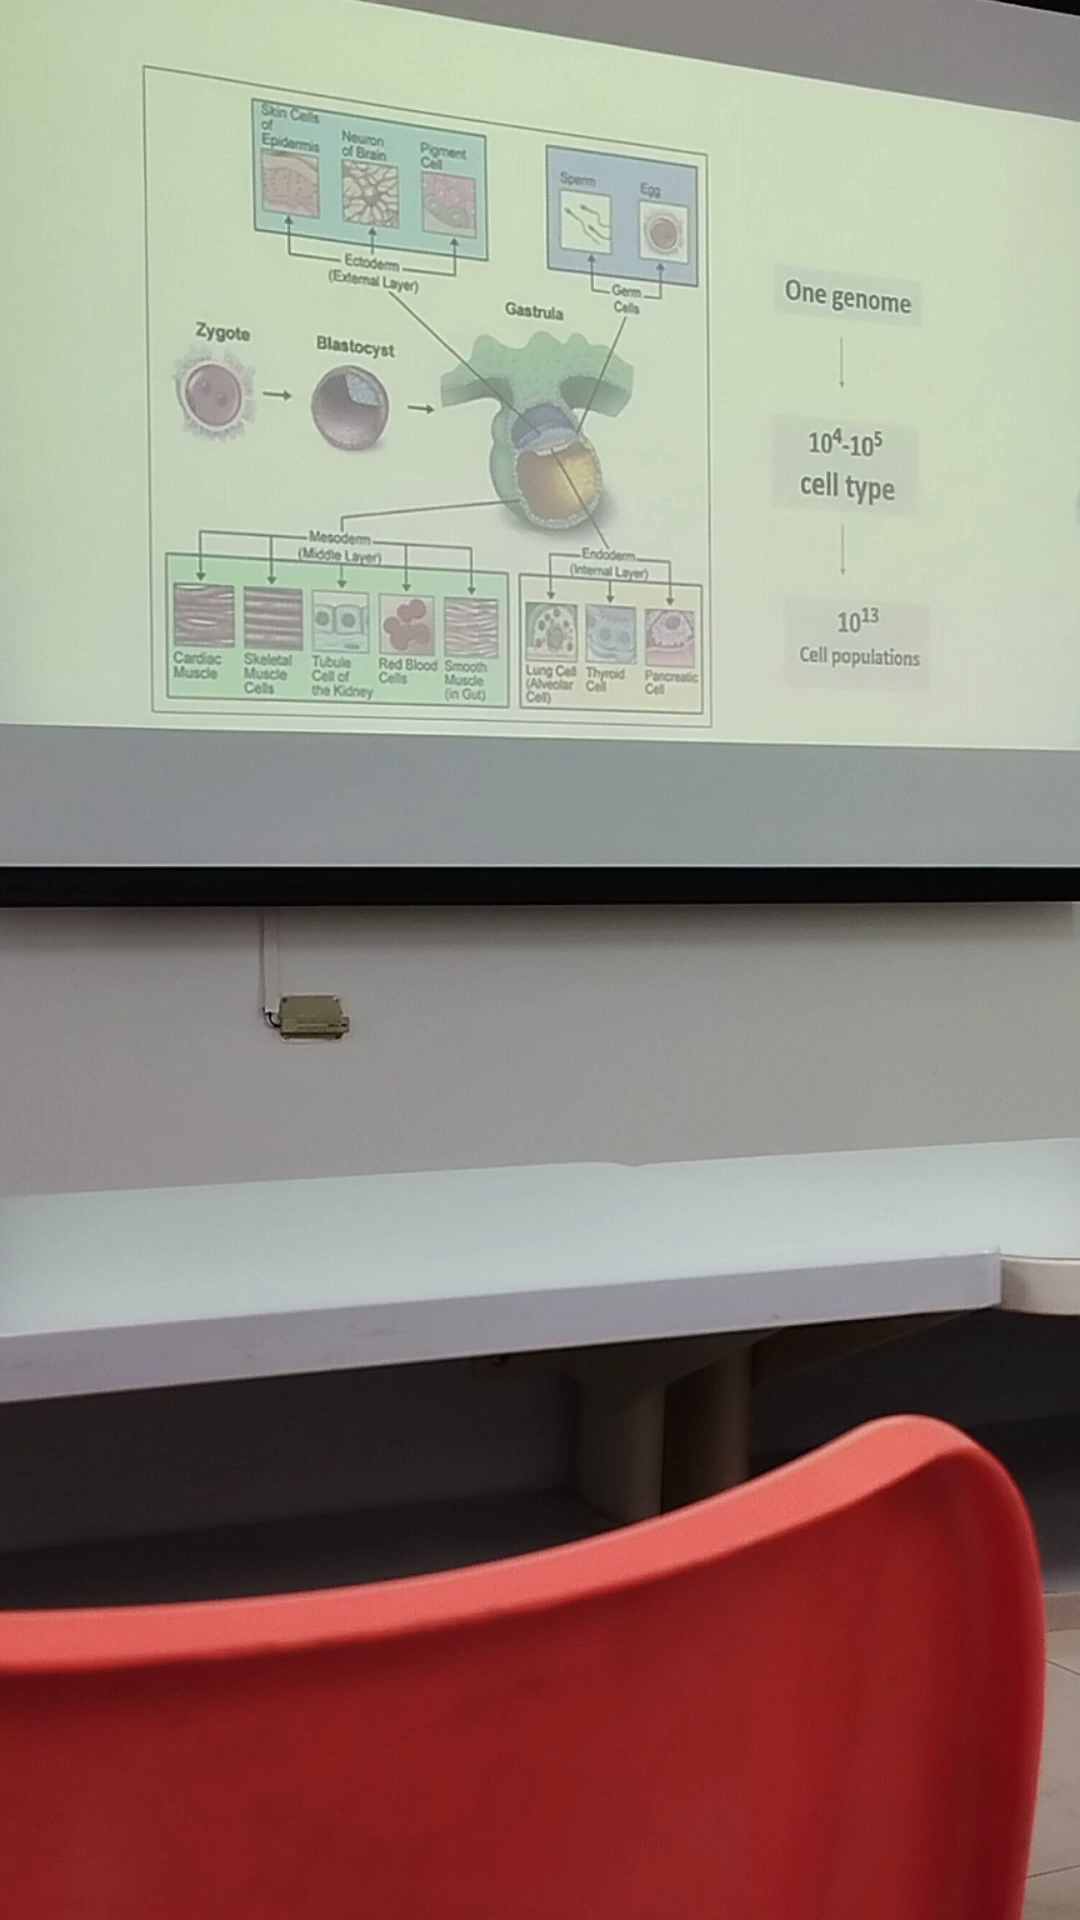 Skin Cells
of
Epidermis
Neuron
of Brain
Pigment
Cell
Ectoderm
(External Layer)
Sperm
Egg
Germ
Cells
Zygote
Blastocyst
Gastrula
Mesoderm
(Middle Layer)
Cardiac
Muscle
Skeletal
Muscle
Cells
Tubule
Cell of
the Kidney
Red Blood
Cells
Smooth
Muscle
(in Gut)
Endoderm
(Internal Layer)
Lung Cell
(Alveolar
Cell)
Thyroid
Cell
Pancreatic
Cell
One genome
10⁴-10⁵
cell type
10¹³
Cell populations